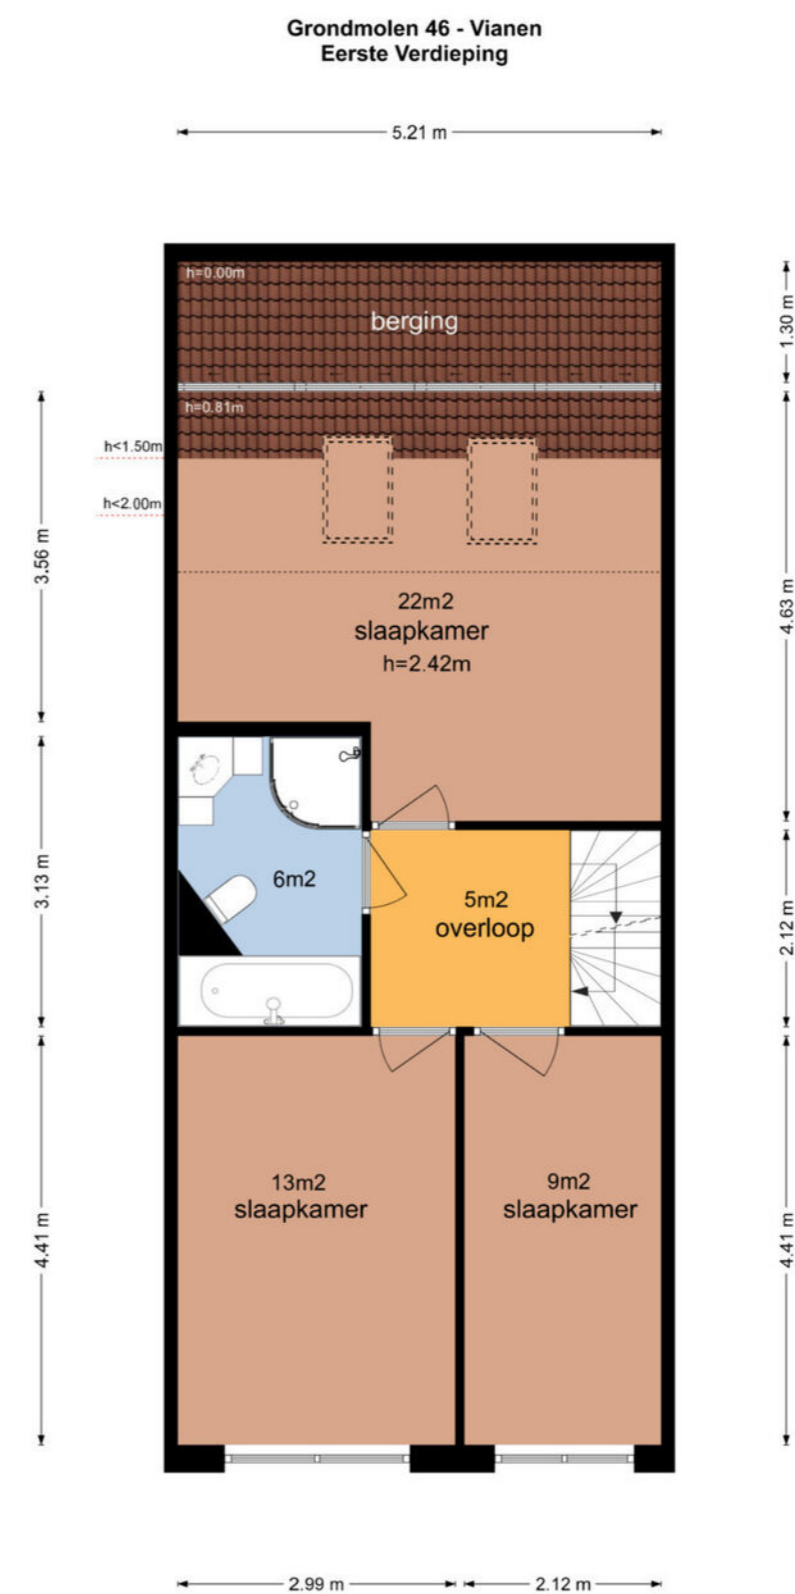 Grondmolen 46 - Vianen
Eerste Verdieping
5.21 m
h=0.00m
berging
1.30 m
h=0.81m
h<1.50m
h<2.00m
3.56 m
4.63 m
22m2
slaapkamer
h=2.42m
3.13 m
6m2
5m2
overloop
2.12 m
13m2
slaapkamer
9m2
slaapkamer
4.41 m
4.41 m
2.99 m
2.12 m